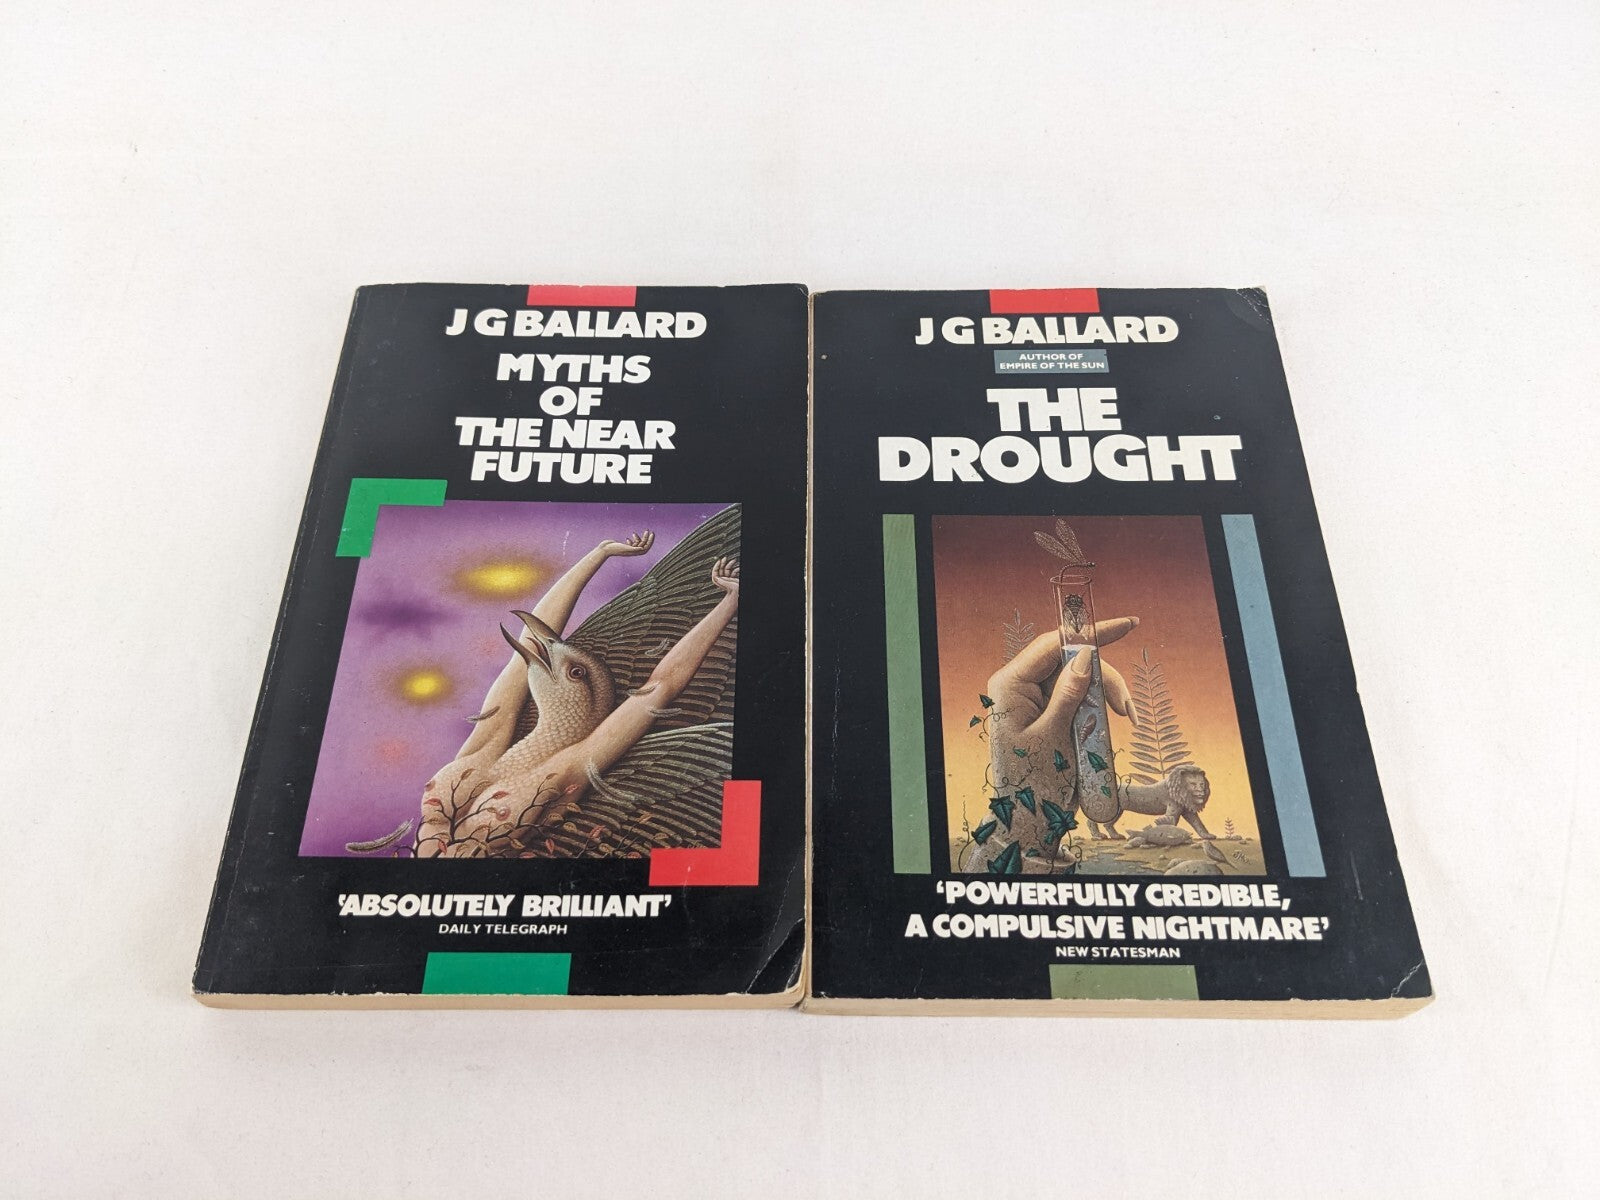 J G BALLARD
MYTHS
OF
THE NEAR
FUTURE
'ABSOLUTELY BRILLIANT'
DAILY TELEGRAPH
J G BALLARD
AUTHOR OF
EMPIRE OF THE SUN
THE
DROUGHT
'POWERFULLY CREDIBLE,
A COMPULSIVE NIGHTMARE'
NEW STATESMAN